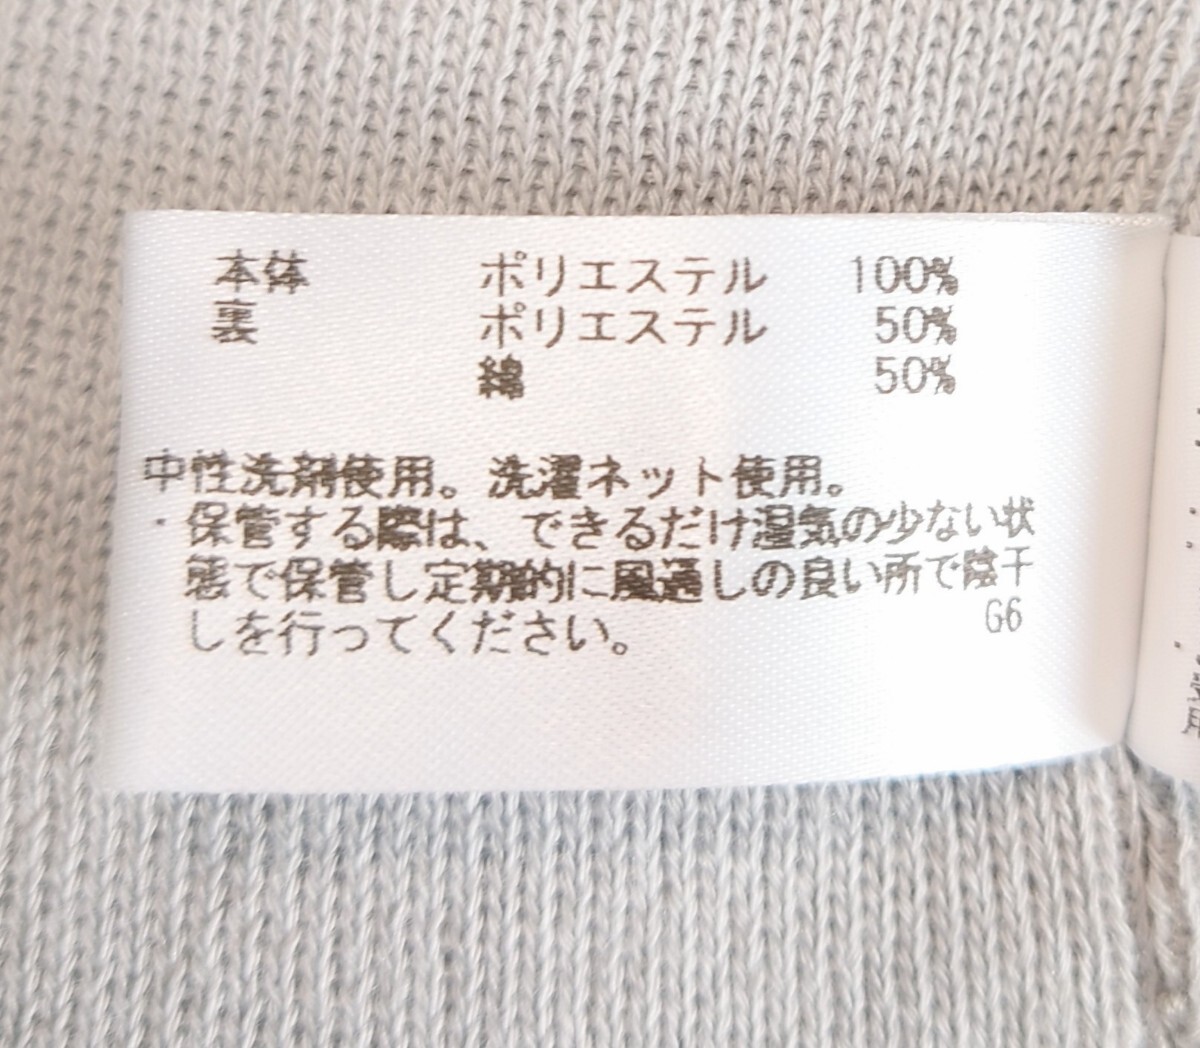 本体 ポリエステル 100%
裏 ポリエステル 50%
綿 50%
中性洗剤使用。洗濯ネット使用。
・保管する際は、できるだけ湿気の少ない状
態で保管し定期的に風通しの良い所で陰干
しを行ってください。 G6